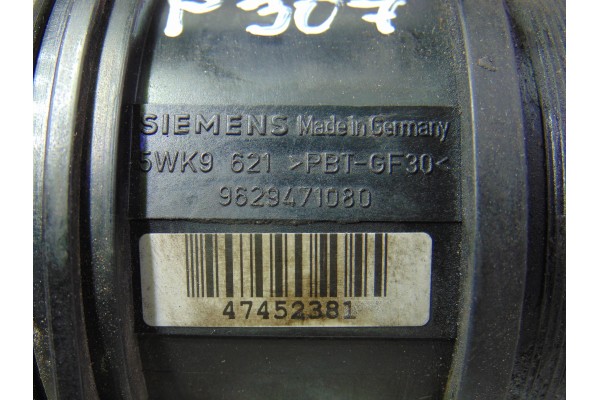 P307
SIEMENS Made in Germany
5WK9 621 >PBT-GF30<
9629471080
47452381